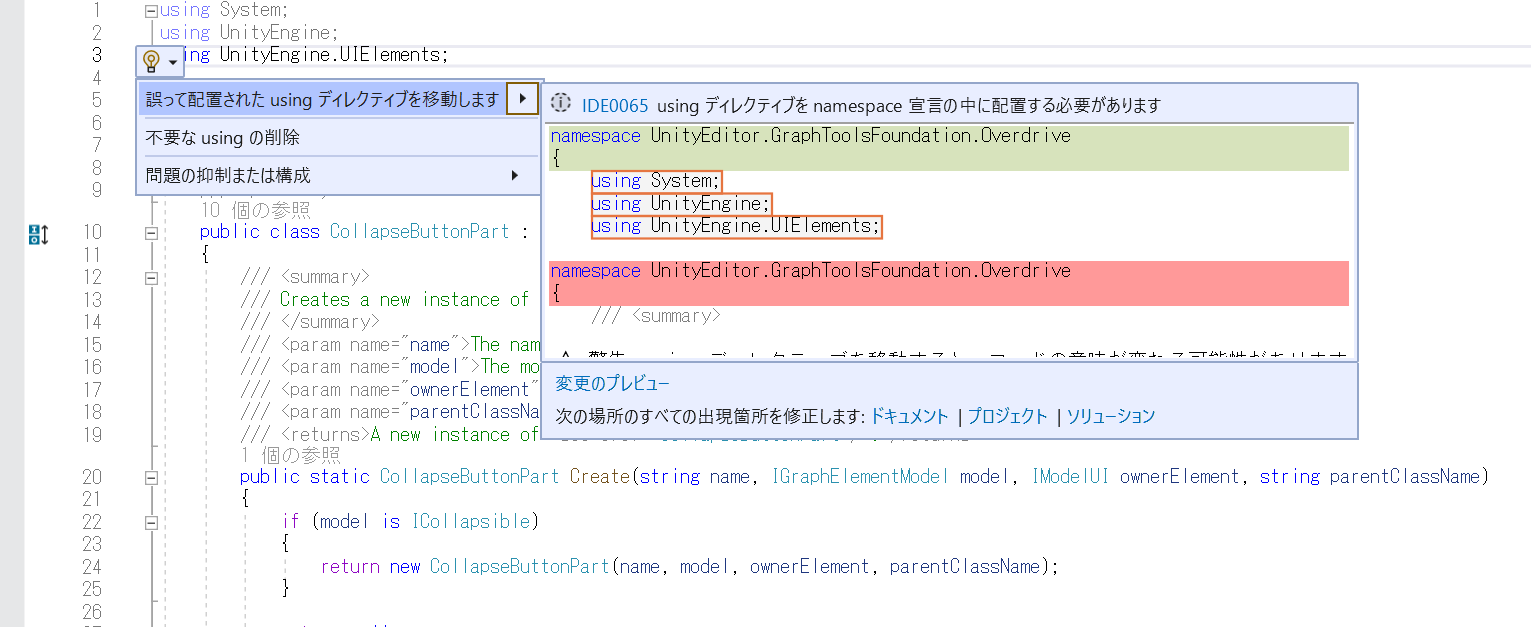 1 using System;
2 using UnityEngine;
3 ing UnityEngine.UIElements;
4
誤って配置された using ディレクティブを移動します
5
6
不要な using の削除
7
8
問題の抑制または構成
9
IDE0065 using ディレクティブを namespace 宣言の中に配置する必要があります
namespace UnityEditor.GraphToolsFoundation.Overdrive
{
using System;
using UnityEngine;
using UnityEngine.UIElements;
namespace UnityEditor.GraphToolsFoundation.Overdrive
{
/// <summary>
変更のプレビュー
次の場所のすべての出現箇所を修正します: ドキュメント | プロジェクト | ソリューション
10 個の参照
10 public class CollapseButtonPart :
11 {
12 /// <summary>
13 /// Creates a new instance of
14 /// </summary>
15 /// <param name="name">The nam
16 /// <param name="model">The mo
17 /// <param name="ownerElement"
18 /// <param name="parentClassNa
19 /// <returns>A new instance of
1 個の参照
20 public static CollapseButtonPart Create(string name, IGraphElementModel model, IModelUI ownerElement, string parentClassName)
21 {
22 if (model is ICollapsible)
23 {
24 return new CollapseButtonPart(name, model, ownerElement, parentClassName);
25 }
26